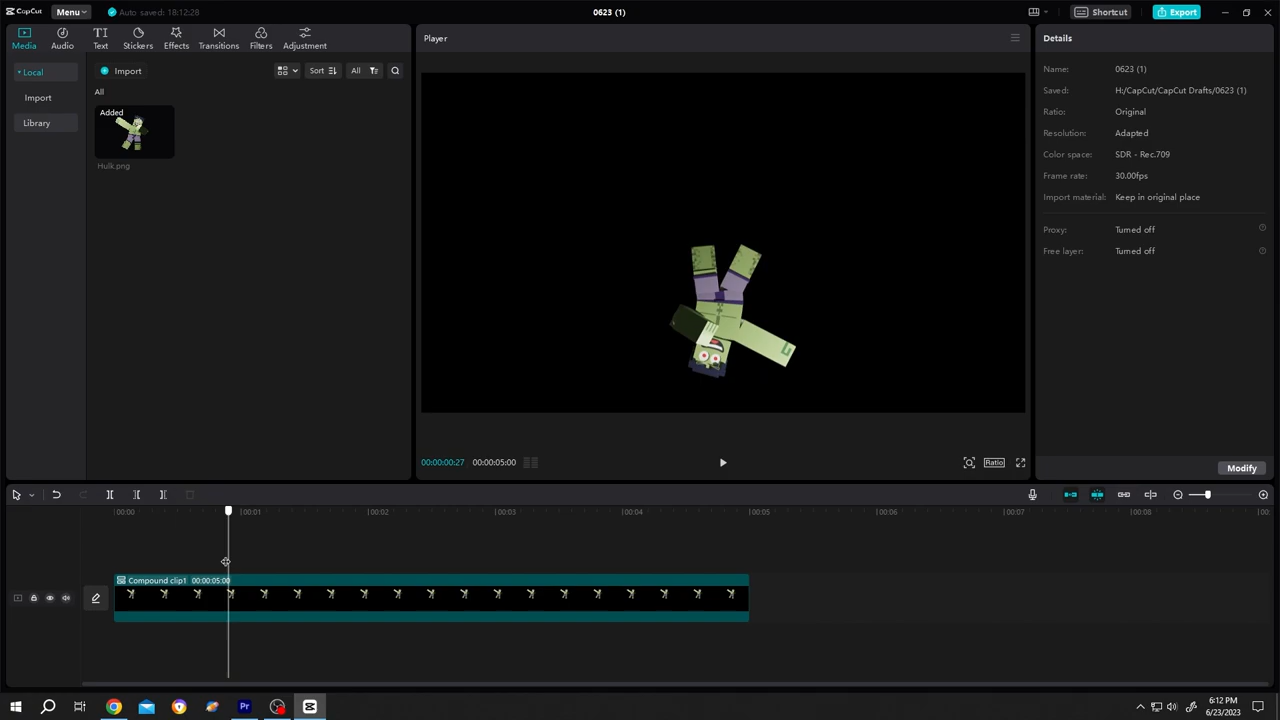 CapCut
Menu
Auto saved: 18:12:28
0623 (1)
Shortcut
Export
Media
Audio
Text
Stickers
Effects
Transitions
Filters
Adjustment
Local
Import
Library
Import
Sort
All
All
Added
Hulk.png
Player
00:00:00:27
00:00:05:00
Ratio
Details
Name:
0623 (1)
Saved:
H:/CapCut/CapCut Drafts/0623 (1)
Ratio:
Original
Resolution:
Adapted
Color space:
SDR - Rec.709
Frame rate:
30.00fps
Import material:
Keep in original place
Proxy:
Turned off
Free layer:
Turned off
Modify
00:00
00:01
00:02
00:03
00:04
00:05
00:06
00:07
00:08
00:
Compound clip1
00:00:05:00
Pr
6:12 PM
6/23/2023